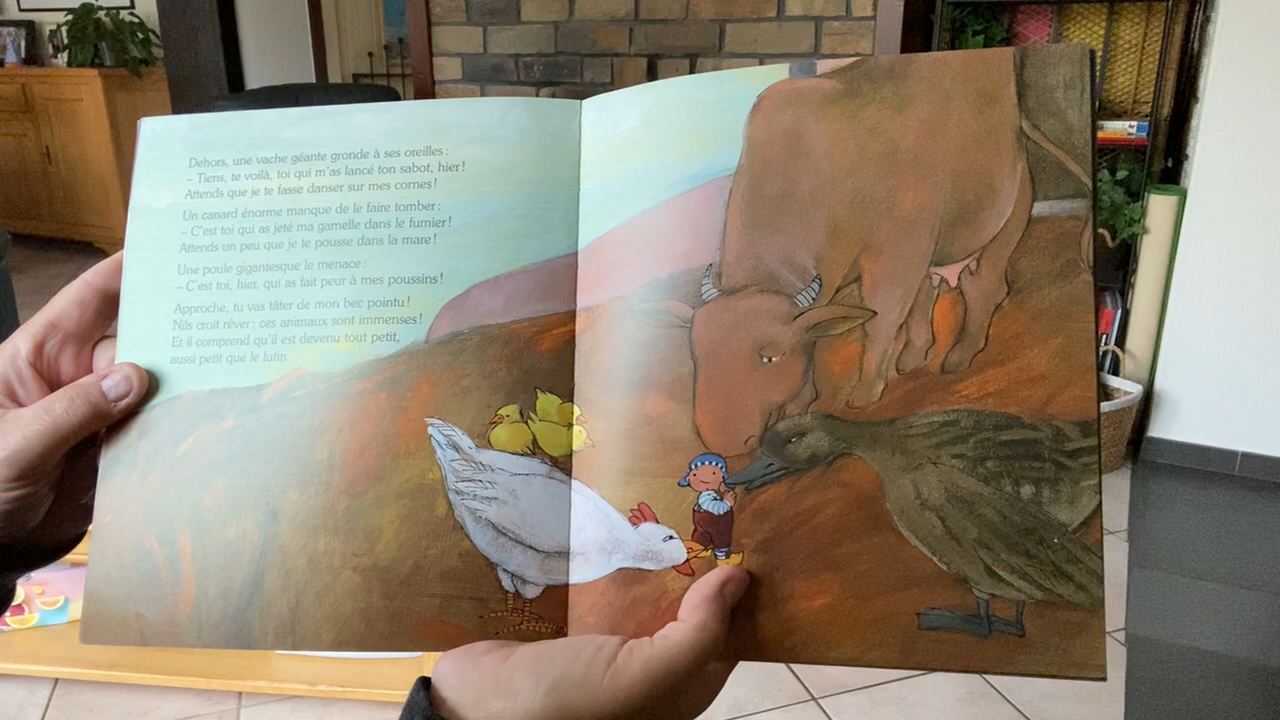 Dehors, une vache géante gronde à ses oreilles :
– Tiens, te voilà, toi qui m'as lancé ton sabot, hier !
Attends que je te fasse danser sur mes cornes !
Un canard énorme manque de le faire tomber :
– C'est toi qui as jeté ma gamelle dans le fumier !
Attends un peu que je te pousse dans la mare !
Une poule gigantesque le menace :
– C'est toi, hier, qui as fait peur à mes poussins !
Approche, tu vas tâter de mon bec pointu !
Nils croit rêver : ces animaux sont immenses !
Et il comprend qu'il est devenu tout petit,
aussi petit que le lutin.